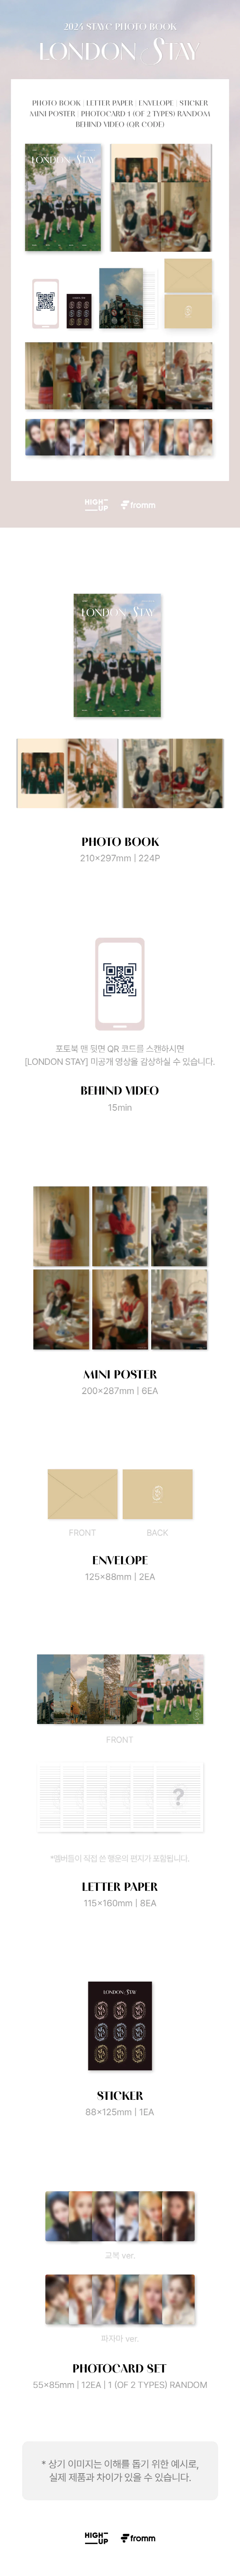 2024 STAYC PHOTO BOOK
LONDON STAY
PHOTO BOOK | LETTER PAPER | ENVELOPE | STICKER
MINI POSTER | PHOTOCARD 1 (OF 2 TYPES) RANDOM
BEHIND VIDEO (QR CODE)
LONDON STAY
HIGH UP
fromm
LONDON STAY
PHOTO BOOK
210×297mm | 224P
포토북 맨 뒷면 QR 코드를 스캔하시면
[LONDON STAY] 미공개 영상을 감상하실 수 있습니다.
BEHIND VIDEO
15min
MINI POSTER
200×287mm | 6EA
FRONT
BACK
ENVELOPE
125×88mm | 2EA
FRONT
?
*멤버들이 직접 쓴 행운의 편지가 포함됩니다.
LETTER PAPER
115×160mm | 8EA
LONDON STAY
STICKER
88×125mm | 1EA
교복 ver.
파자마 ver.
PHOTOCARD SET
55×85mm | 12EA | 1 (OF 2 TYPES) RANDOM
* 상기 이미지는 이해를 돕기 위한 예시로,
실제 제품과 차이가 있을 수 있습니다.
HIGH UP
fromm